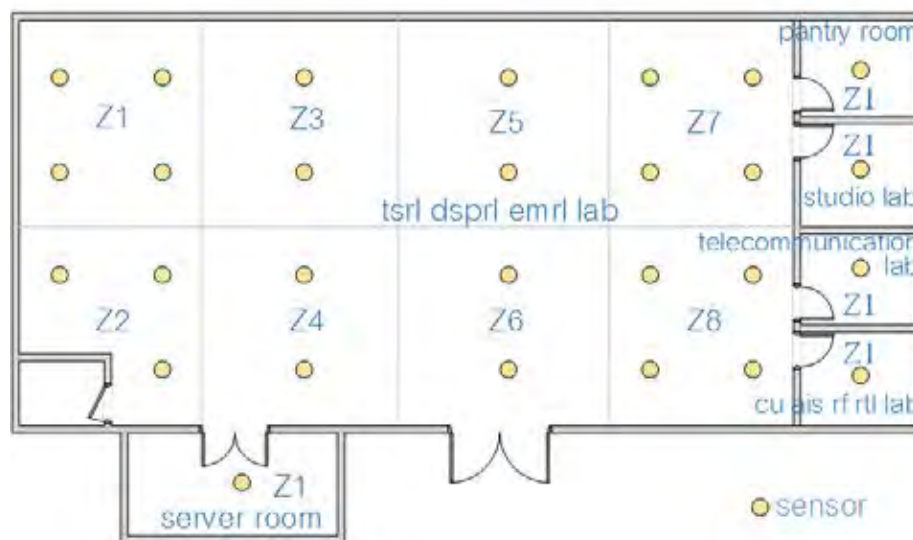 pantry room
Z1 Z3 Z5 Z7 Z1
Z1
tsrl dsprl emrl lab studio lab
telecommunication
lab
Z2 Z4 Z6 Z8 Z1
Z1
cu ais rf rtl lab
Z1
server room
sensor